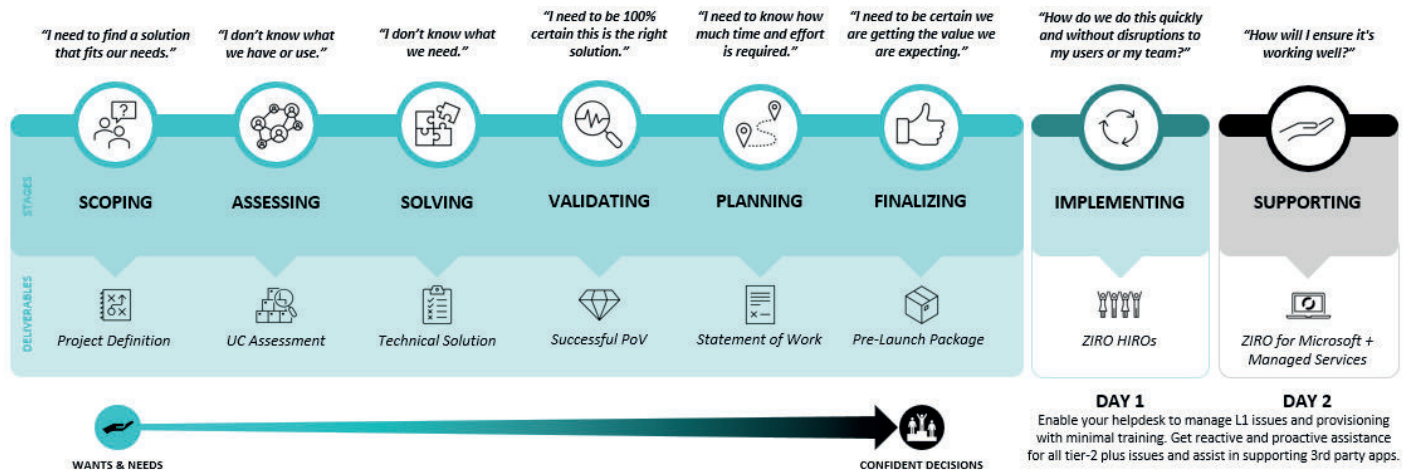 “I need to find a solution
that fits our needs.”
“I don’t know what
we have or use.”
“I don’t know what
we need.”
“I need to be 100%
certain this is the right
solution.”
“I need to know how
much time and effort
is required.”
“I need to be certain we
are getting the value we
are expecting.”
“How do we do this quickly
and without disruptions to
my users or my team?”
“How will I ensure it's
working well?”
?
STAGES
SCOPING
ASSESSING
SOLVING
VALIDATING
PLANNING
FINALIZING
IMPLEMENTING
SUPPORTING
DELIVERABLES
Project Definition
UC Assessment
Technical Solution
Successful PoV
Statement of Work
Pre-Launch Package
ZIRO HIROs
ZIRO for Microsoft +
Managed Services
WANTS & NEEDS
CONFIDENT DECISIONS
DAY 1
DAY 2
Enable your helpdesk to manage L1 issues and provisioning
with minimal training. Get reactive and proactive assistance
for all tier-2 plus issues and assist in supporting 3rd party apps.